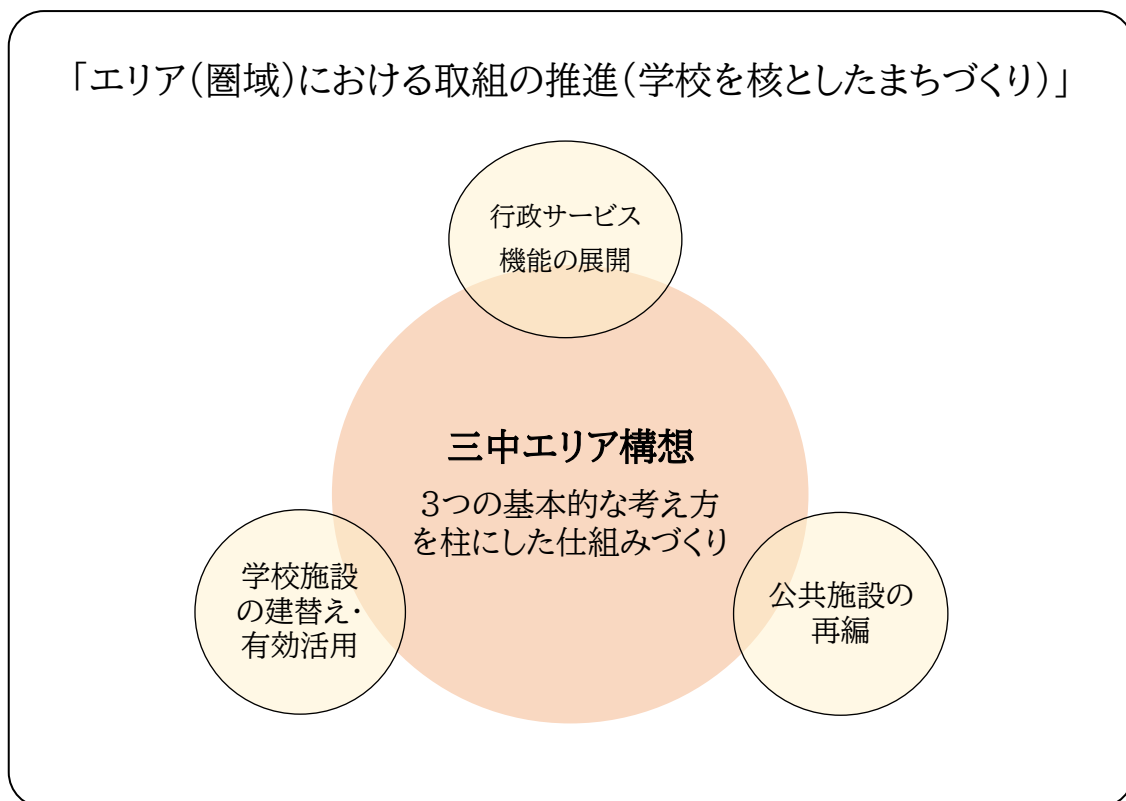 「エリア(圏域)における取組の推進(学校を核としたまちづくり)」
行政サービス
機能の展開
三中エリア構想
3つの基本的な考え方
を柱にした仕組みづくり
学校施設
の建替え・
有効活用
公共施設の
再編